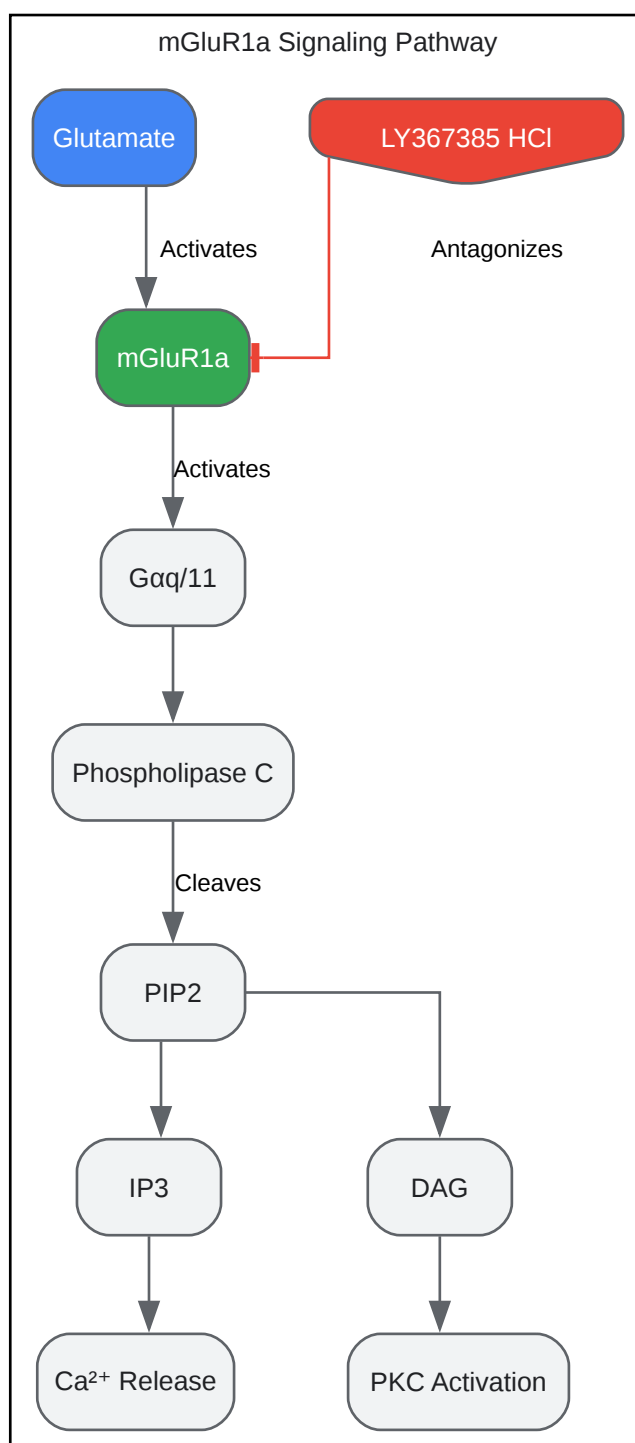 mGluR1a Signaling Pathway
Glutamate
LY367385 HCl
Activates
Antagonizes
mGluR1a
Activates
Gαq/11
Phospholipase C
Cleaves
PIP2
IP3
DAG
Ca²⁺ Release
PKC Activation